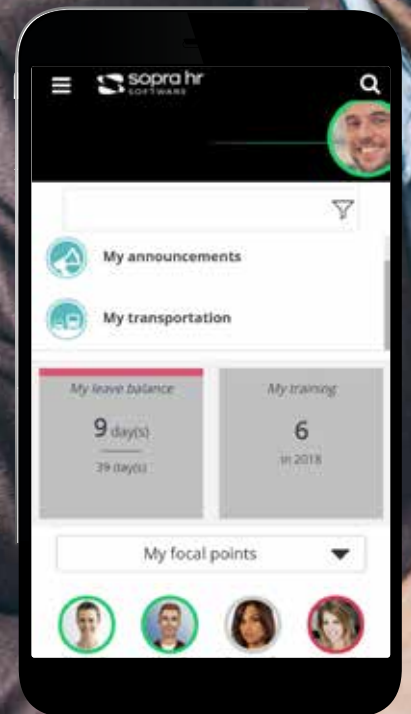 sopra hr
SOFTWARE
My announcements
My transportation
My leave balance
9 day(s)
39 day(s)
My training
6
in 2018
My focal points